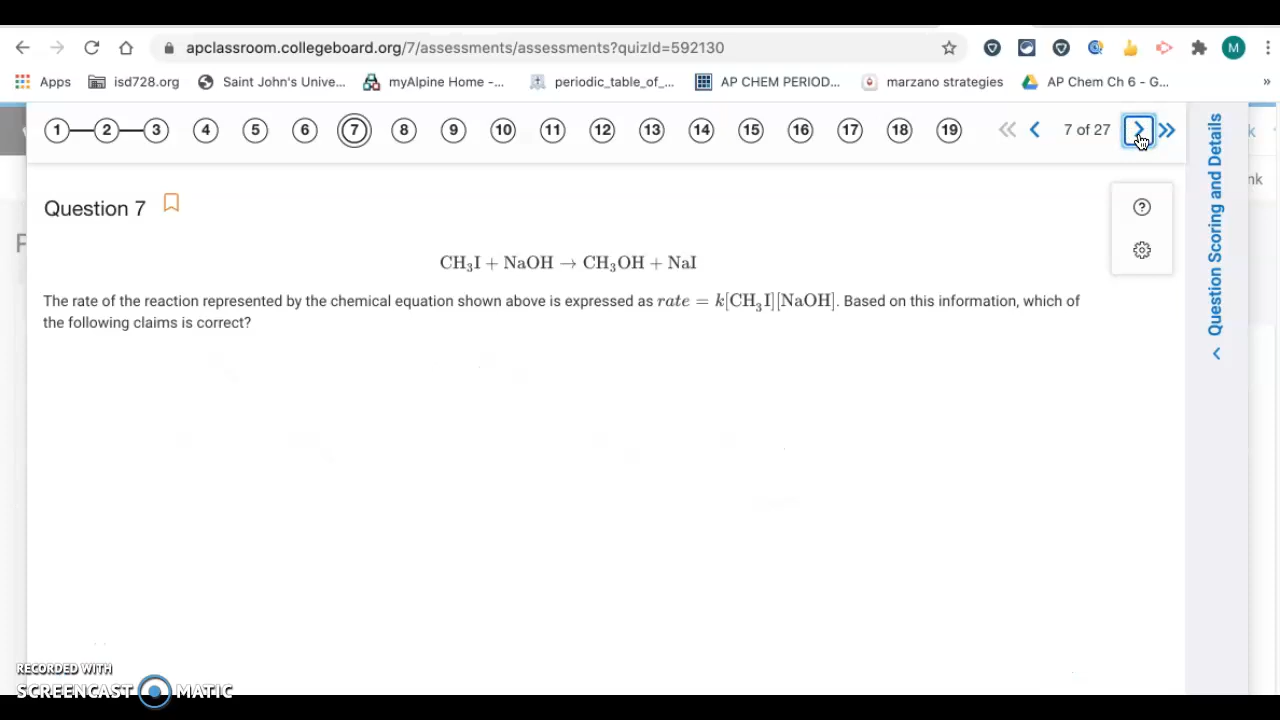 apclassroom.collegeboard.org/7/assessments/assessments?quizId=592130
M
Apps isd728.org Saint John's Unive... myAlpine Home -... periodic_table_of_... AP CHEM PERIOD... marzano strategies AP Chem Ch 6 - G... »
1 2 3 4 5 6 7 8 9 10 11 12 13 14 15 16 17 18 19 7 of 27
k
nk
Question Scoring and Details
Question 7
CH₃I + NaOH → CH₃OH + NaI
The rate of the reaction represented by the chemical equation shown above is expressed as rate = k[CH₃I][NaOH]. Based on this information, which of
the following claims is correct?
RECORDED WITH
SCREENCAST MATIC